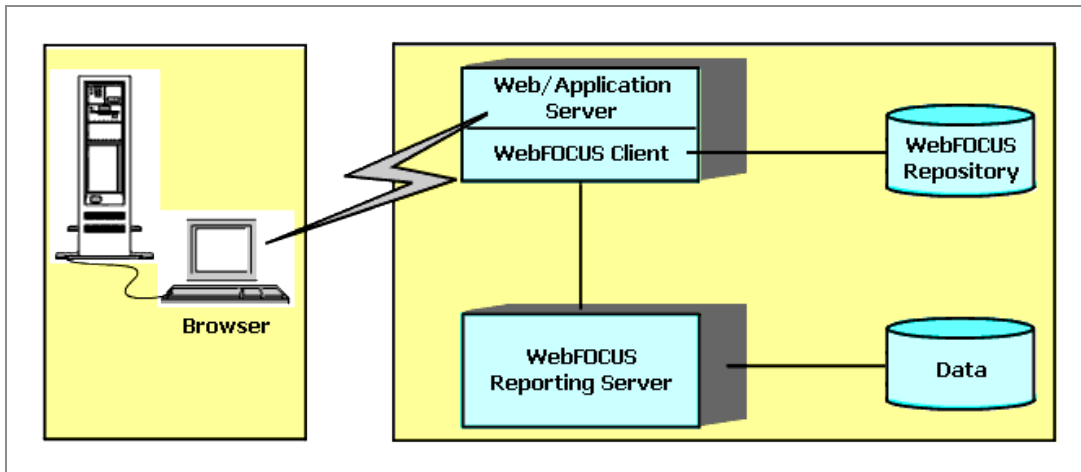 Web/Application
Server
WebFOCUS Client
WebFOCUS
Repository
Browser
WebFOCUS
Reporting Server
Data